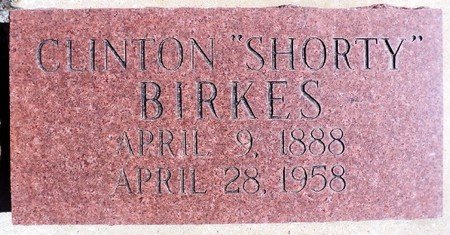 CLINTON "SHORTY"
BIRKES
APRIL 9, 1888
APRIL 28, 1958